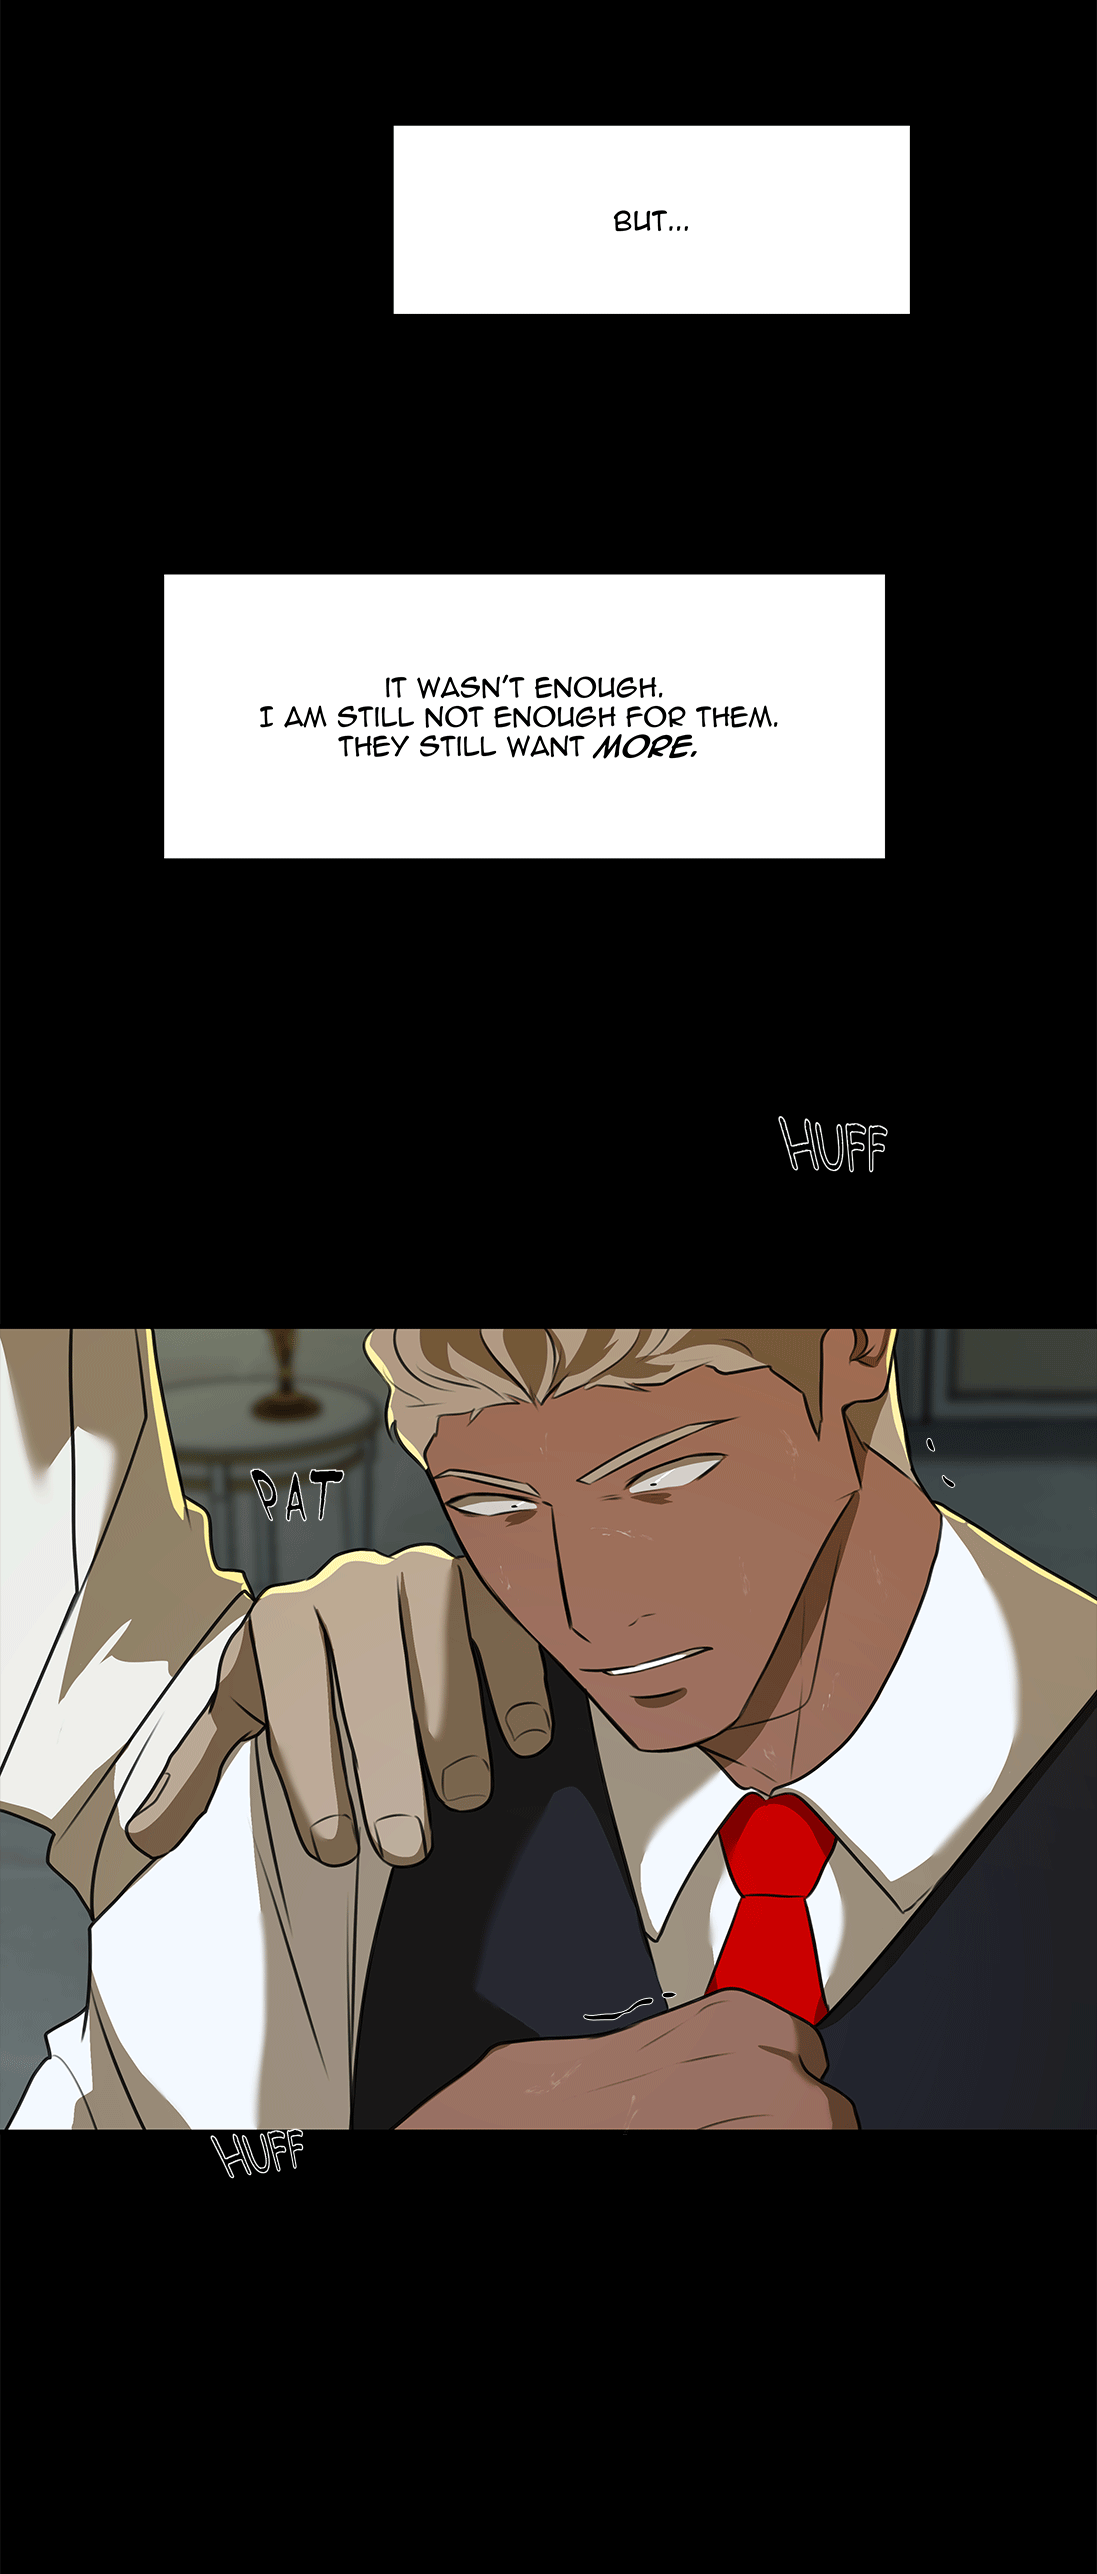 BUT...
IT WASN'T ENOUGH.
I AM STILL NOT ENOUGH FOR THEM.
THEY STILL WANT MORE.
HUFF
PAT
HUFF